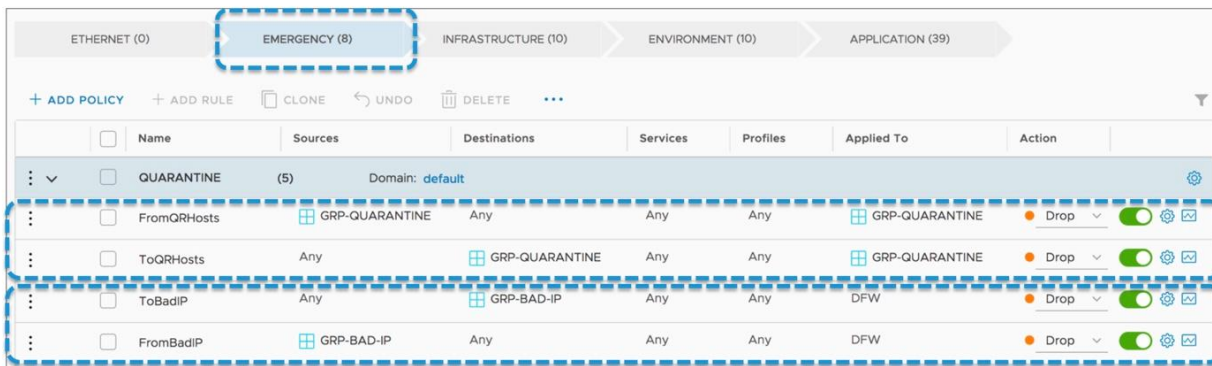 ETHERNET (0) EMERGENCY (8) INFRASTRUCTURE (10) ENVIRONMENT (10) APPLICATION (39)
+ ADD POLICY + ADD RULE CLONE UNDO DELETE ...
Name Sources Destinations Services Profiles Applied To Action
QUARANTINE (5) Domain: default
FromQRHosts GRP-QUARANTINE Any Any Any GRP-QUARANTINE Drop
ToQRHosts Any GRP-QUARANTINE Any Any GRP-QUARANTINE Drop
ToBadIP Any GRP-BAD-IP Any Any DFW Drop
FromBadIP GRP-BAD-IP Any Any Any DFW Drop